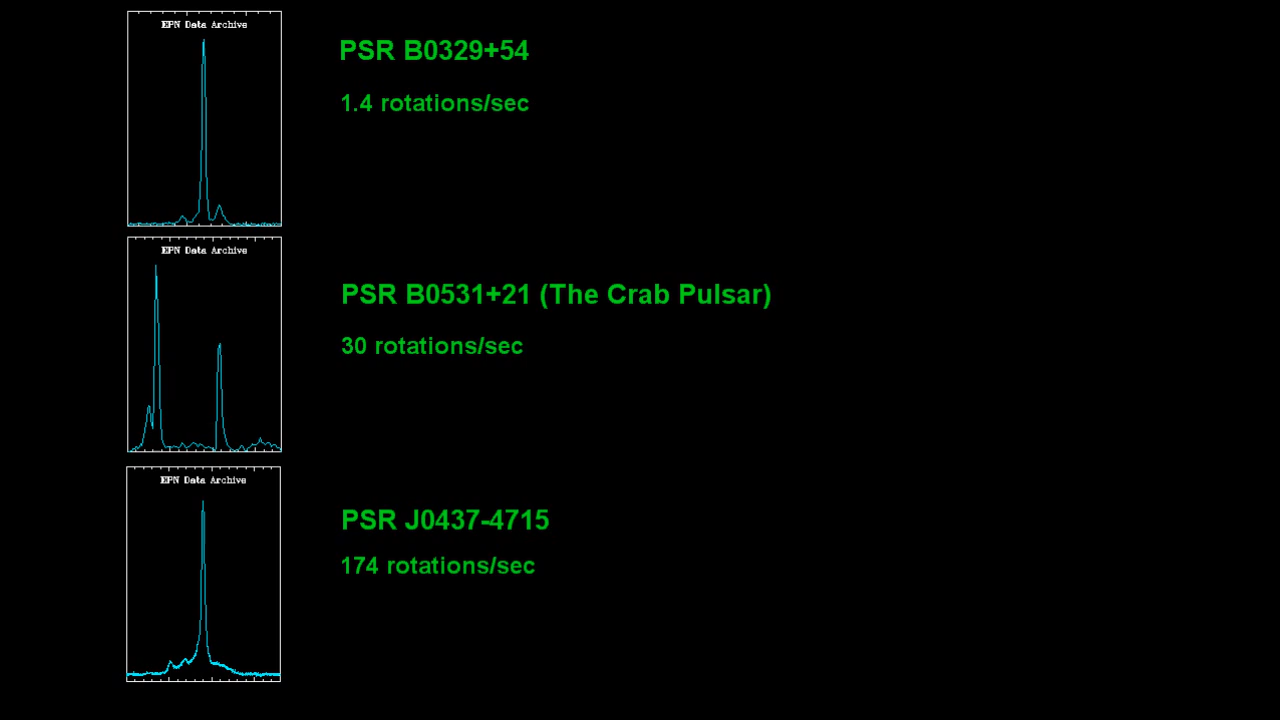 EPN Data Archive
PSR B0329+54
1.4 rotations/sec
EPN Data Archive
PSR B0531+21 (The Crab Pulsar)
30 rotations/sec
EPN Data Archive
PSR J0437-4715
174 rotations/sec